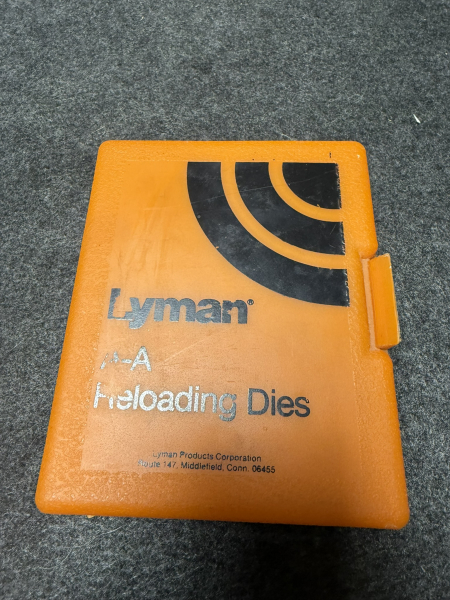 Lyman®
A-A
Reloading Dies
Lyman Products Corporation
Route 147, Middlefield, Conn. 06455